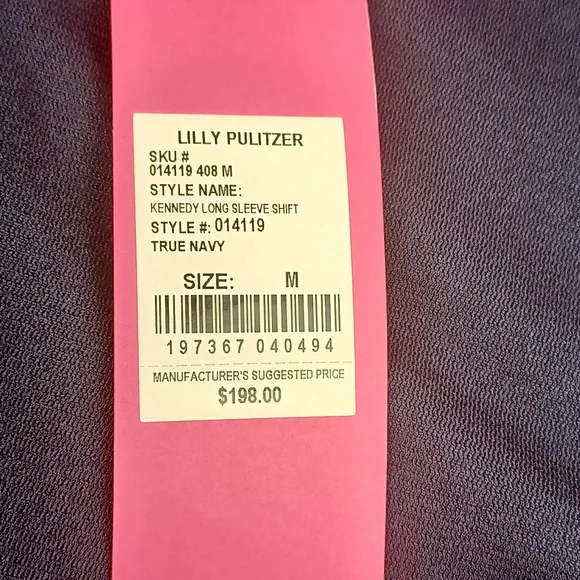 LILLY PULITZER
SKU #
014119 408 M
STYLE NAME:
KENNEDY LONG SLEEVE SHIFT
STYLE #: 014119
TRUE NAVY
SIZE: M
197367 040494
MANUFACTURER'S SUGGESTED PRICE
$198.00